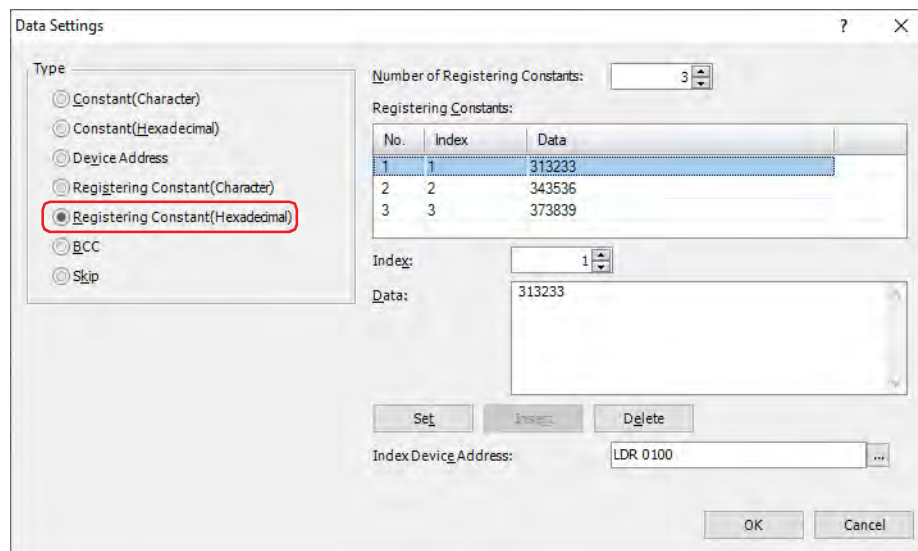 Data Settings ?
Type
Constant(Character)
Constant(Hexadecimal)
Device Address
Registering Constant(Character)
Registering Constant(Hexadecimal)
BCC
Skip
Number of Registering Constants: 3
Registering Constants:
No. Index Data
1 1 313233
2 2 343536
3 3 373839
Index: 1
Data: 313233
Set Insert Delete
Index Device Address: LDR 0100 ...
OK Cancel